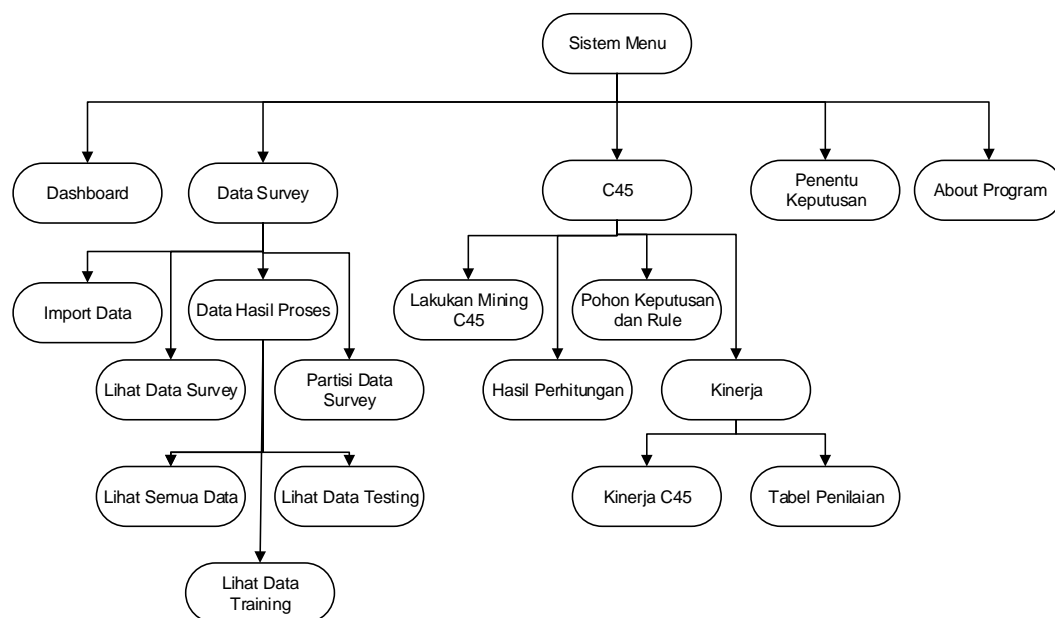 Sistem Menu
Dashboard
Data Survey
C45
Penentu
Keputusan
About Program
Import Data
Data Hasil Proses
Lakukan Mining
C45
Pohon Keputusan
dan Rule
Lihat Data Survey
Partisi Data
Survey
Hasil Perhitungan
Kinerja
Lihat Semua Data
Lihat Data Testing
Kinerja C45
Tabel Penilaian
Lihat Data
Training